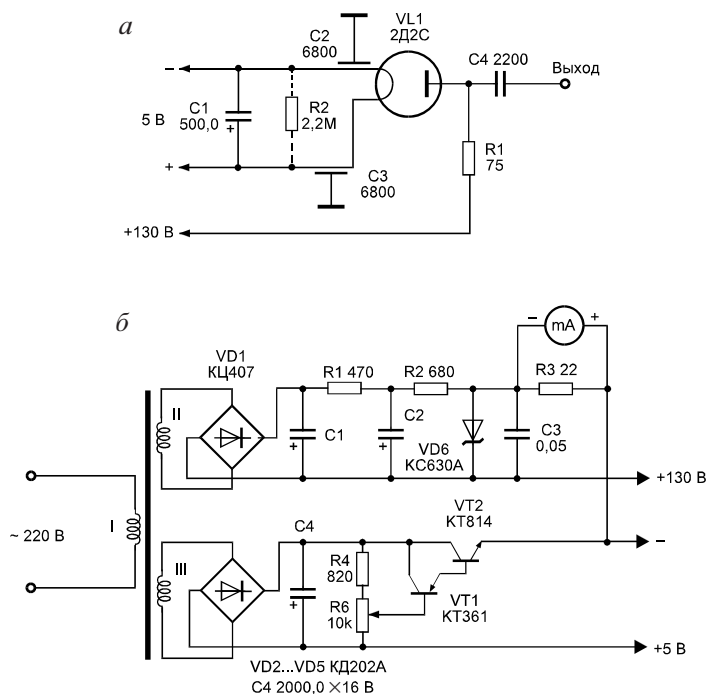 а
C2
6800
VL1
2Д2С
C4 2200
Выход
–
5 В
C1
500,0
+
R2
2,2М
R1
75
+
C3
6800
+130 В
б
– mA +
VD1
КЦ407
R1 470
R2 680
R3 22
II
C1
+
C2
+
VD6
КС630А
C3
0,05
+130 В
I
~ 220 В
VT2
КТ814
–
III
C4
+
R4
820
R6
10k
VT1
КТ361
+5 В
VD2...VD5 КД202А
C4 2000,0 ×16 В